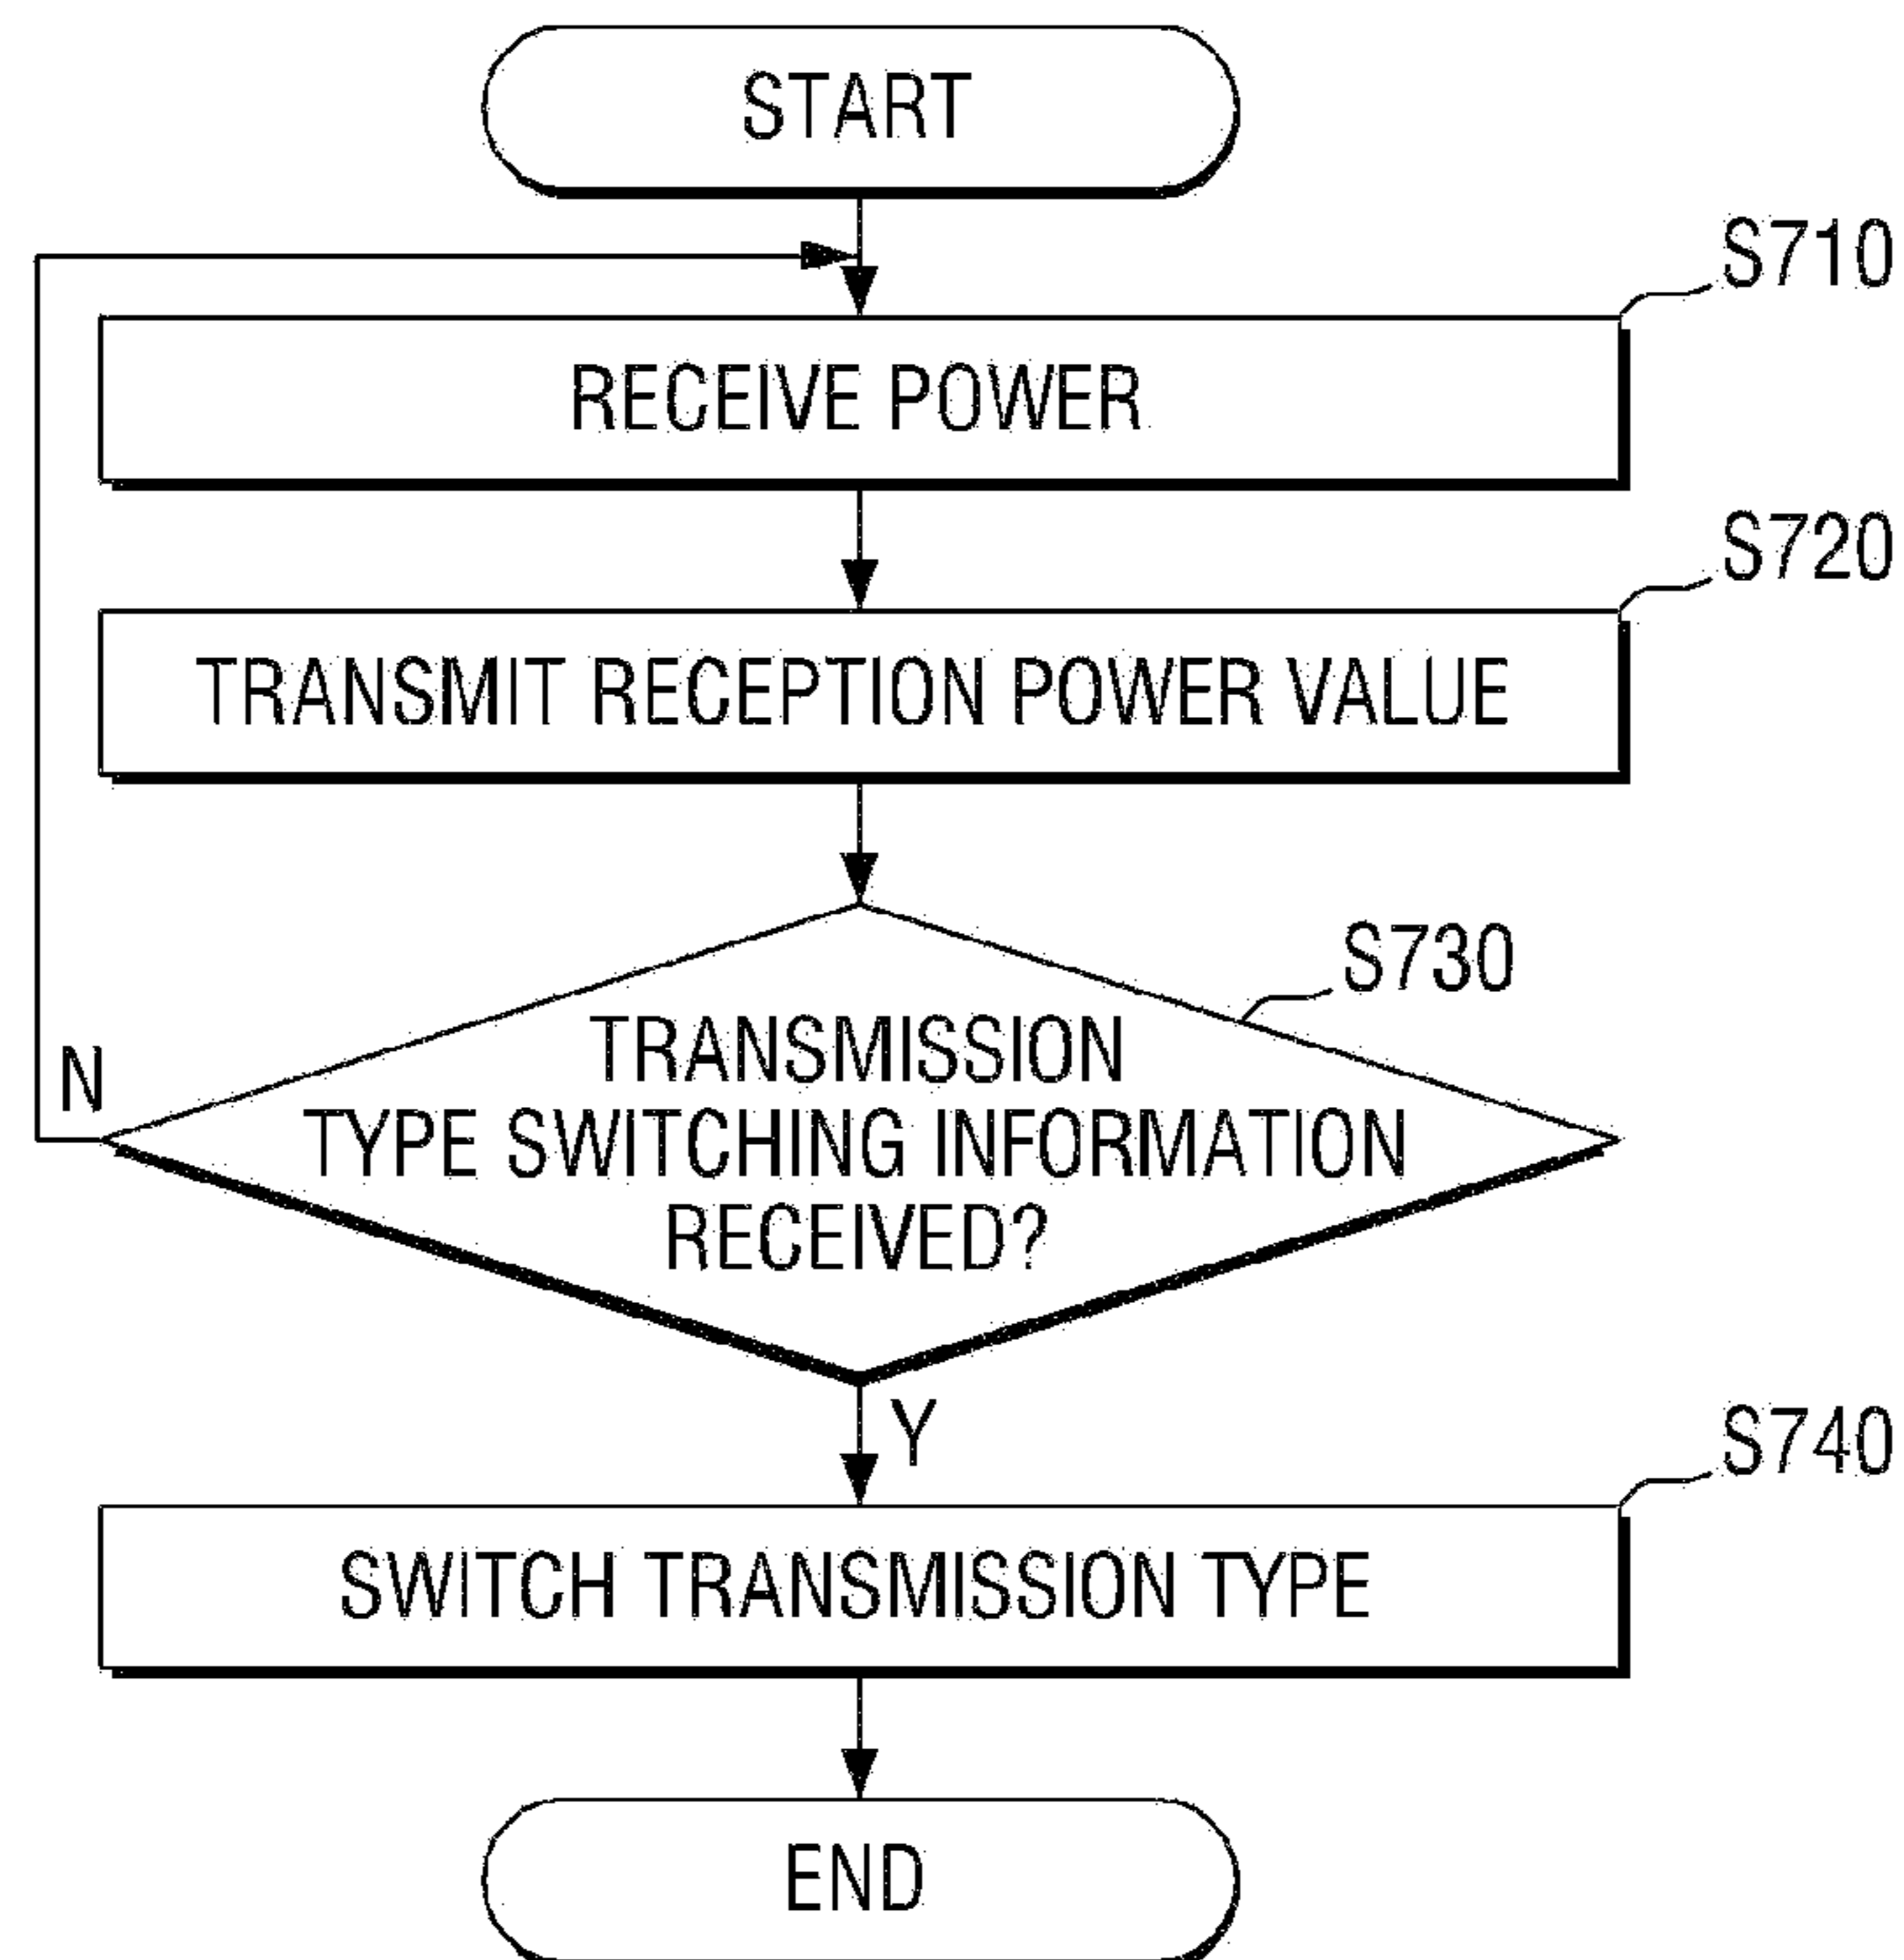 START
S710
RECEIVE POWER
S720
TRANSMIT RECEPTION POWER VALUE
S730
TRANSMISSION
TYPE SWITCHING INFORMATION
RECEIVED?
N
Y
S740
SWITCH TRANSMISSION TYPE
END